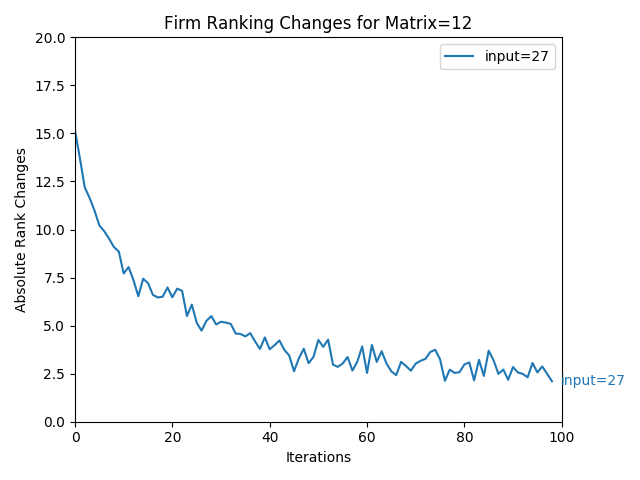 Firm Ranking Changes for Matrix=12
input=27
Absolute Rank Changes
20.0
17.5
15.0
12.5
10.0
7.5
5.0
2.5
0.0
input=27
0 20 40 60 80 100
Iterations